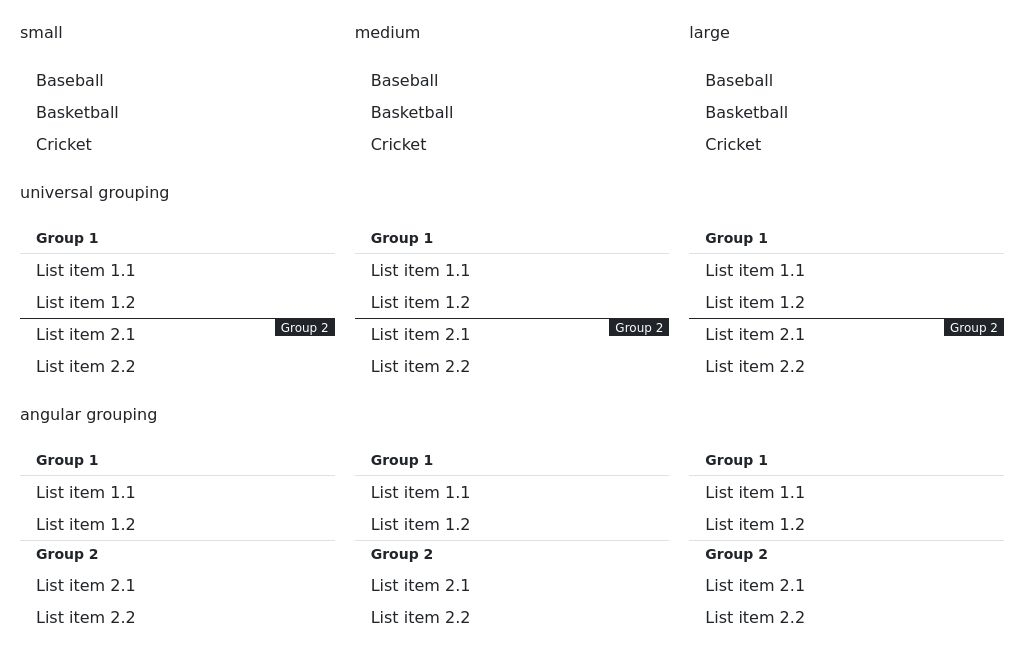 small medium large
Baseball Baseball Baseball
Basketball Basketball Basketball
Cricket Cricket Cricket
universal grouping
Group 1 Group 1 Group 1
List item 1.1 List item 1.1 List item 1.1
List item 1.2 List item 1.2 List item 1.2
List item 2.1 Group 2 List item 2.1 Group 2 List item 2.1 Group 2
List item 2.2 List item 2.2 List item 2.2
angular grouping
Group 1 Group 1 Group 1
List item 1.1 List item 1.1 List item 1.1
List item 1.2 List item 1.2 List item 1.2
Group 2 Group 2 Group 2
List item 2.1 List item 2.1 List item 2.1
List item 2.2 List item 2.2 List item 2.2